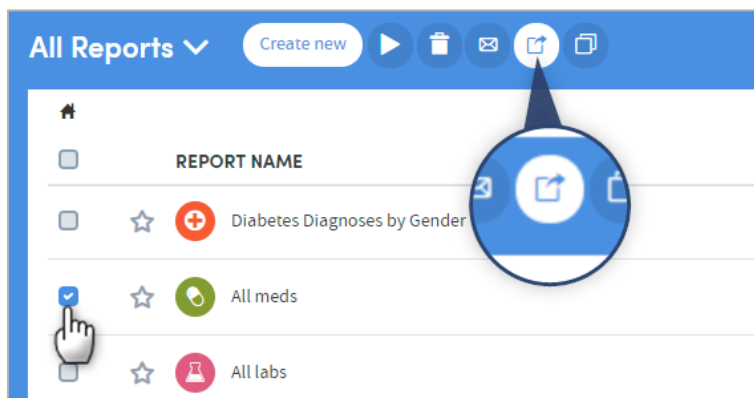 All Reports
Create new
REPORT NAME
Diabetes Diagnoses by Gender
All meds
All labs